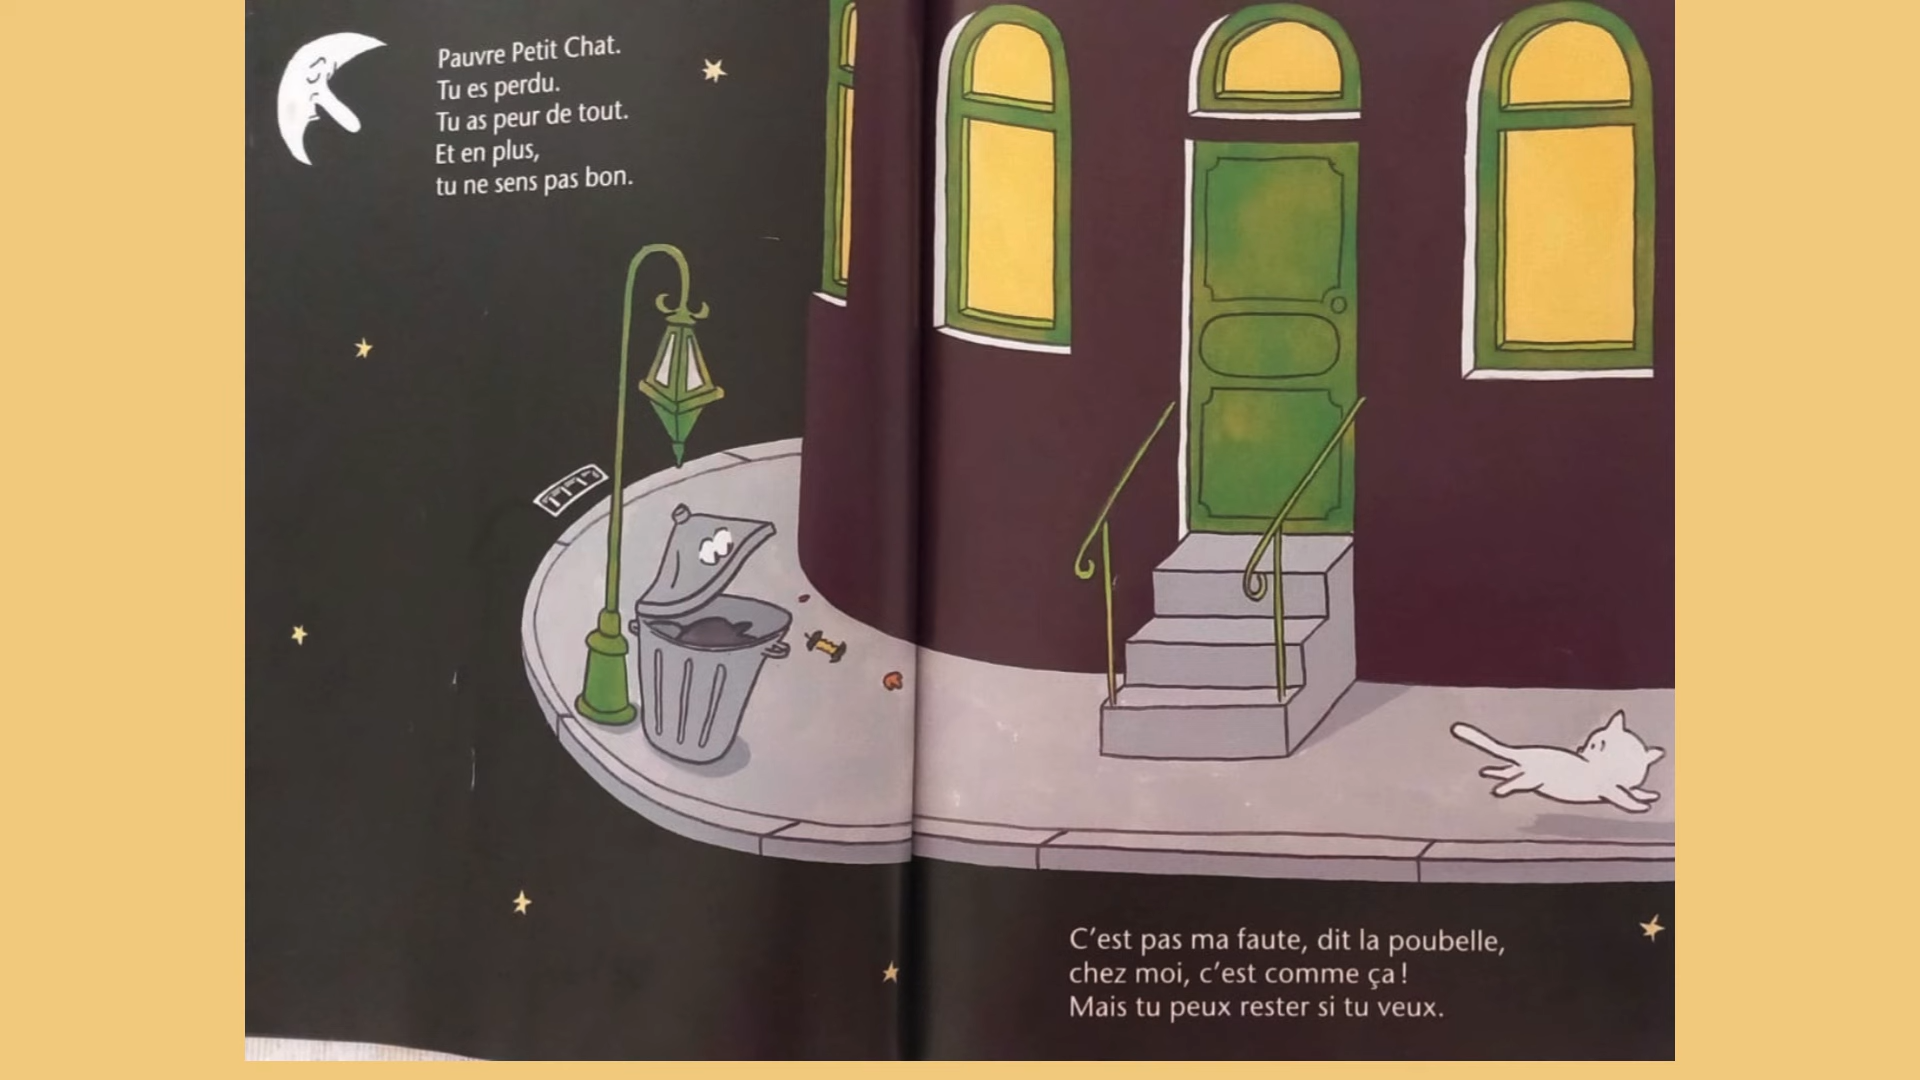 Pauvre Petit Chat.
Tu es perdu.
Tu as peur de tout.
Et en plus,
tu ne sens pas bon.
C'est pas ma faute, dit la poubelle,
chez moi, c'est comme ça !
Mais tu peux rester si tu veux.